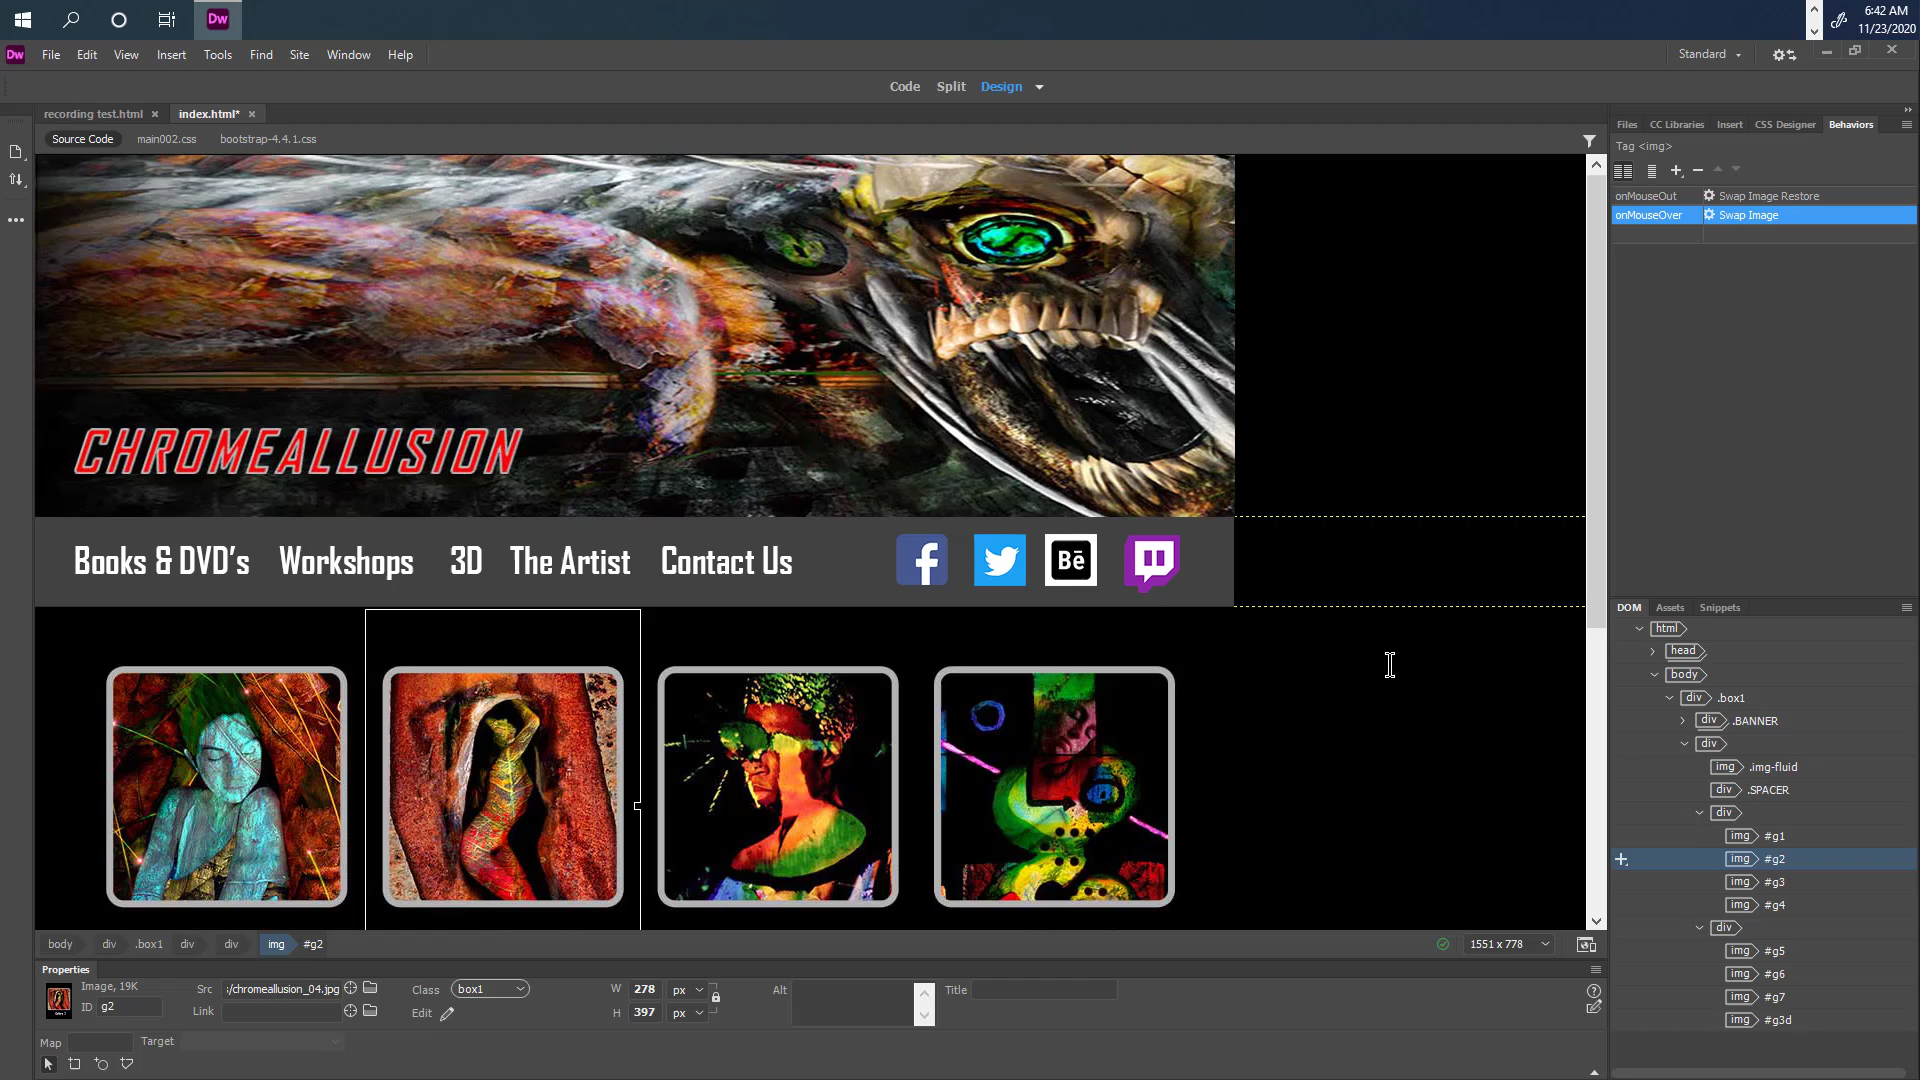 Dw
6:42 AM
11/23/2020
Dw File Edit View Insert Tools Find Site Window Help
Standard
Code Split Design
recording test.html × index.html* ×
Source Code main002.css bootstrap-4.4.1.css
Files CC Libraries Insert CSS Designer Behaviors
Tag <img>
onMouseOut Swap Image Restore
onMouseOver Swap Image
CHROMEALLUSION
Books & DVD's Workshops 3D The Artist Contact Us
f Bē
DOM Assets Snippets
html
head
body
div .box1
div .BANNER
div
img .img-fluid
div .SPACER
div
img #g1
img #g2
img #g3
img #g4
div
img #g5
img #g6
img #g7
img #g3d
body div .box1 div div img #g2
1551 x 778
Properties
Image, 19K
ID g2
Src :/chromeallusion_04.jpg
Link
Class box1
Edit
W 278 px
H 397 px
Alt
Title
Map
Target